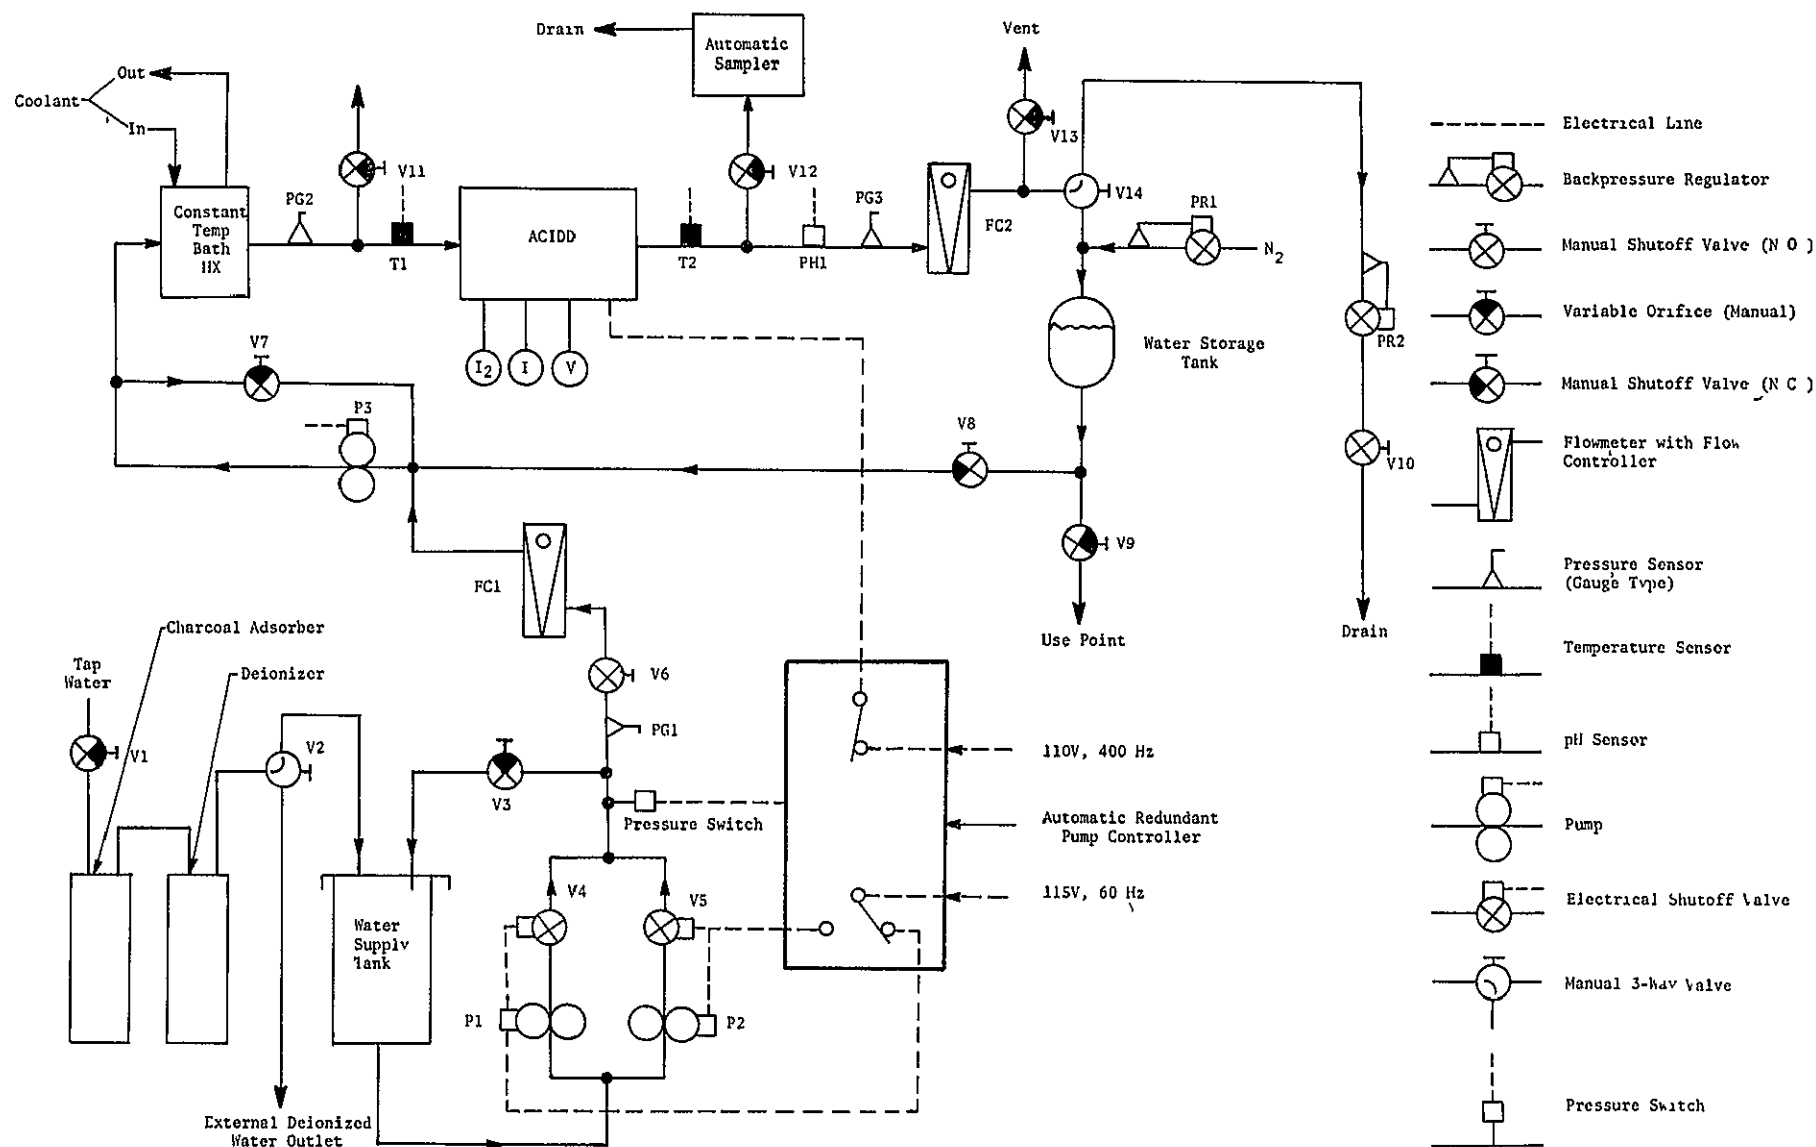 Drain
Automatic
Sampler
Vent
Out
Coolant
In
V13
V11
V12
V14
PG2
PG3
PR1
Constant
Temp
Bath
HX
ACIDD
FC2
T1
T2
PH1
N2
Water Storage
Tank
PR2
V7
I2
I
V
P3
V8
V10
V9
FC1
Use Point
Drain
Charcoal Adsorber
Tap
Water
Deionizer
V6
V1
V2
PG1
V3
110V, 400 Hz
Pressure Switch
Automatic Redundant
Pump Controller
V4
V5
115V, 60 Hz
Water
Supply
Tank
P1
P2
External Deionized
Water Outlet
Electrical Line
Backpressure Regulator
Manual Shutoff Valve (N O )
Variable Orifice (Manual)
Manual Shutoff Valve (N C )
Flowmeter with Flow
Controller
Pressure Sensor
(Gauge Type)
Temperature Sensor
pH Sensor
Pump
Electrical Shutoff Valve
Manual 3-Way Valve
Pressure Switch